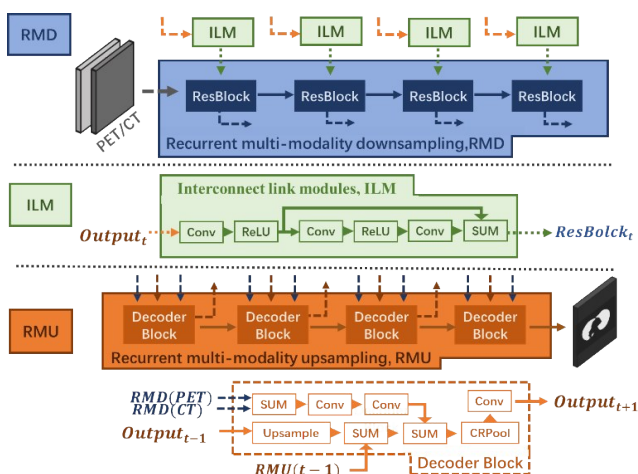 RMD
ILM
ILM
ILM
ILM
PET/CT
ResBlock
ResBlock
ResBlock
ResBlock
Recurrent multi-modality downsampling,RMD
ILM
Interconnect link modules, ILM
Output_t
Conv
ReLU
Conv
ReLU
Conv
SUM
ResBolck_t
RMU
Decoder
Block
Decoder
Block
Decoder
Block
Decoder
Block
Recurrent multi-modality upsampling, RMU
RMD(PET)
RMD(CT)
SUM
Conv
Conv
Conv
Output_{t+1}
Output_{t-1}
Upsample
SUM
SUM
CRPool
RMU(t-1)
Decoder Block